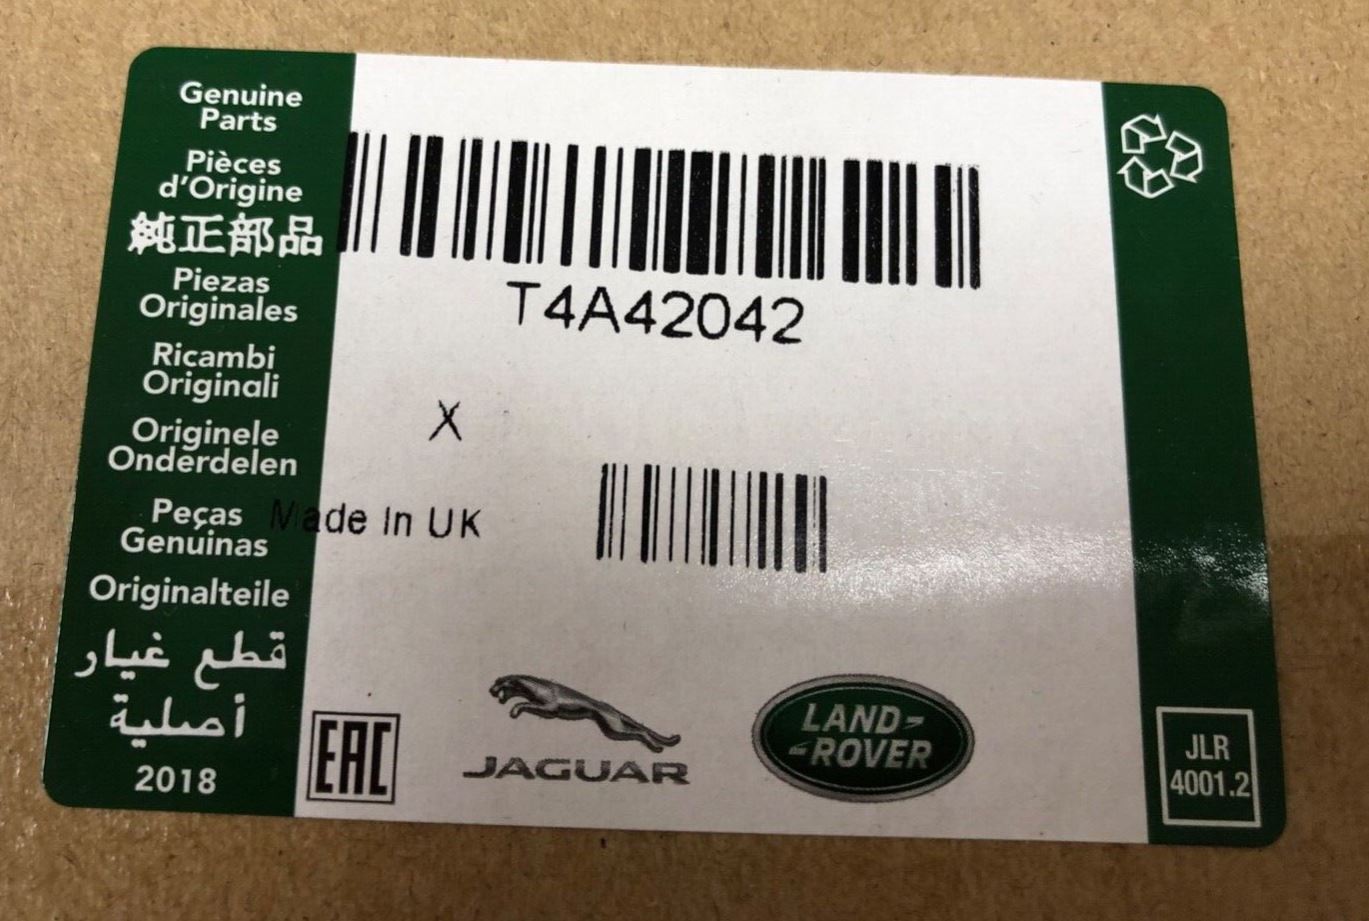 Genuine
Parts
Pièces
d'Origine
純正部品
Piezas
Originales
Ricambi
Originali
Originele
Onderdelen
Peças
Genuinas
Originalteile
قطع غيار
أصلية
2018
T4A42042
X
Made In UK
EAC
JAGUAR
LAND-
-ROVER
JLR
4001.2